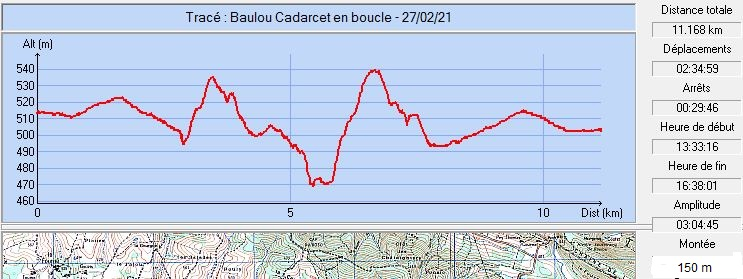 Tracé : Baulou Cadarcet en boucle - 27/02/21
Alt (m)
540
530
520
510
500
490
480
470
460
0
5
10
Dist (km)
Distance totale
11.168 km
Déplacements
02:34:59
Arrêts
00:29:46
Heure de début
13:33:16
Heure de fin
16:38:01
Amplitude
03:04:45
Montée
150 m